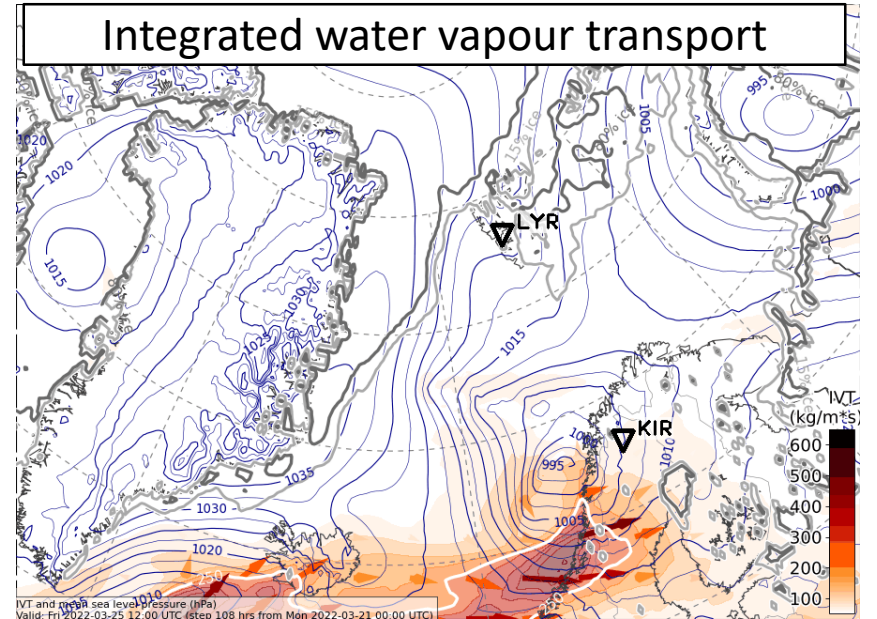 Integrated water vapour transport
995
80% ice
1005
15% ice
1020
1020
1000
LYR
1015
1030
1025
1015
IVT
(kg/m*s)
KIR
600
1010
995
500
1035
400
1030
1005
300
1020
200
250
1010
100
1015
IVT and mean sea level pressure (hPa)
Valid: Fri 2022-03-25 12:00 UTC (step 108 hrs from Mon 2022-03-21 00:00 UTC)